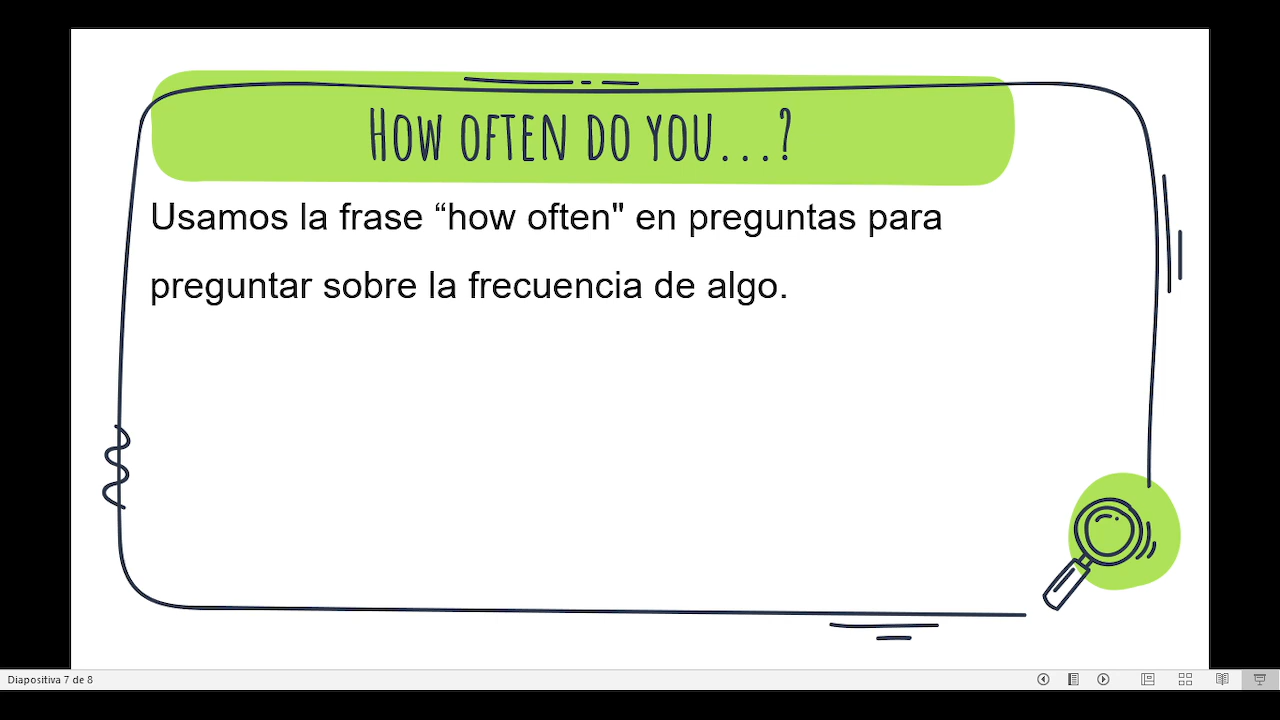 How often do you...?
Usamos la frase “how often" en preguntas para
preguntar sobre la frecuencia de algo.
Diapositiva 7 de 8